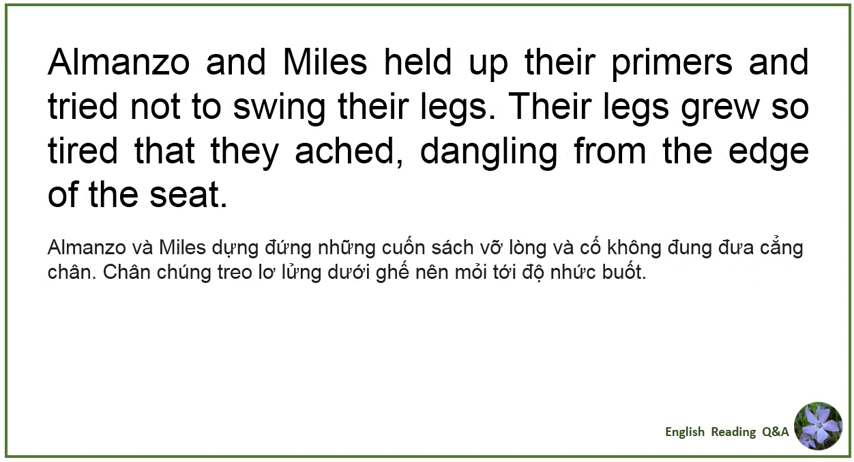 Almanzo and Miles held up their primers and
tried not to swing their legs. Their legs grew so
tired that they ached, dangling from the edge
of the seat.
Almanzo và Miles dựng đứng những cuốn sách vỡ lòng và cố không đung đưa cẳng
chân. Chân chúng treo lơ lửng dưới ghế nên mỏi tới độ nhức buốt.
English Reading Q&A